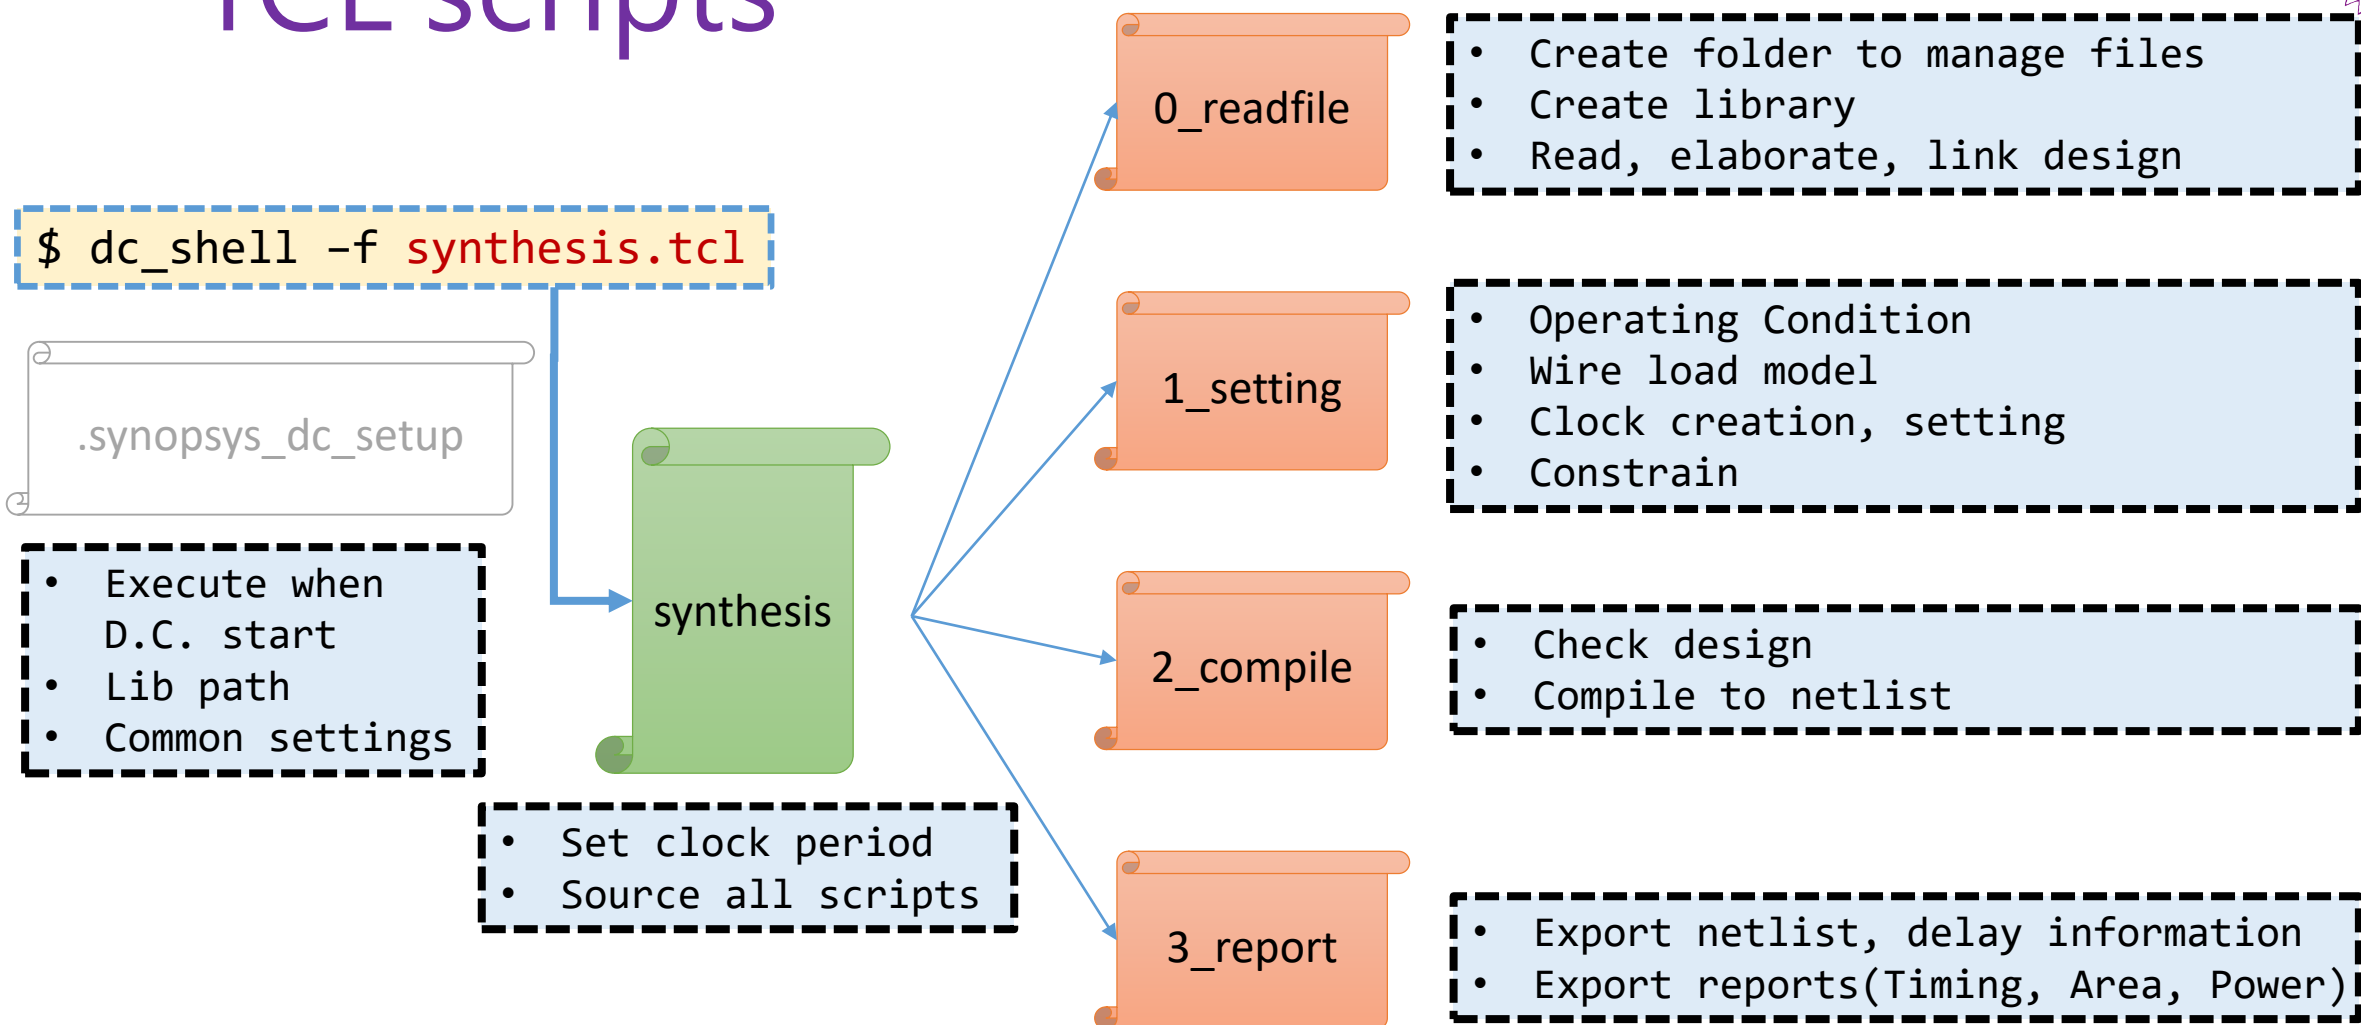 TCL scripts
$ dc_shell –f synthesis.tcl
.synopsys_dc_setup
• Execute when
D.C. start
• Lib path
• Common settings
synthesis
• Set clock period
• Source all scripts
0_readfile
• Create folder to manage files
• Create library
• Read, elaborate, link design
1_setting
• Operating Condition
• Wire load model
• Clock creation, setting
• Constrain
2_compile
• Check design
• Compile to netlist
3_report
• Export netlist, delay information
• Export reports(Timing, Area, Power)